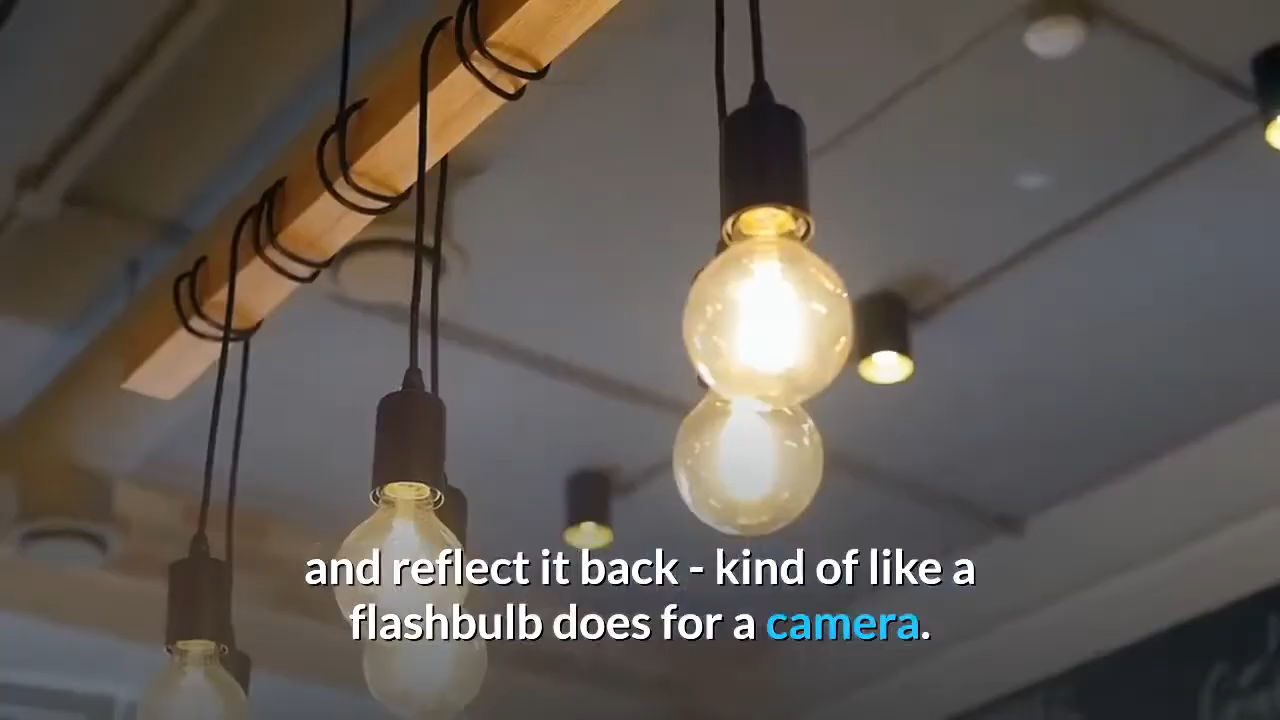 and reflect it back - kind of like a
flashbulb does for a camera.